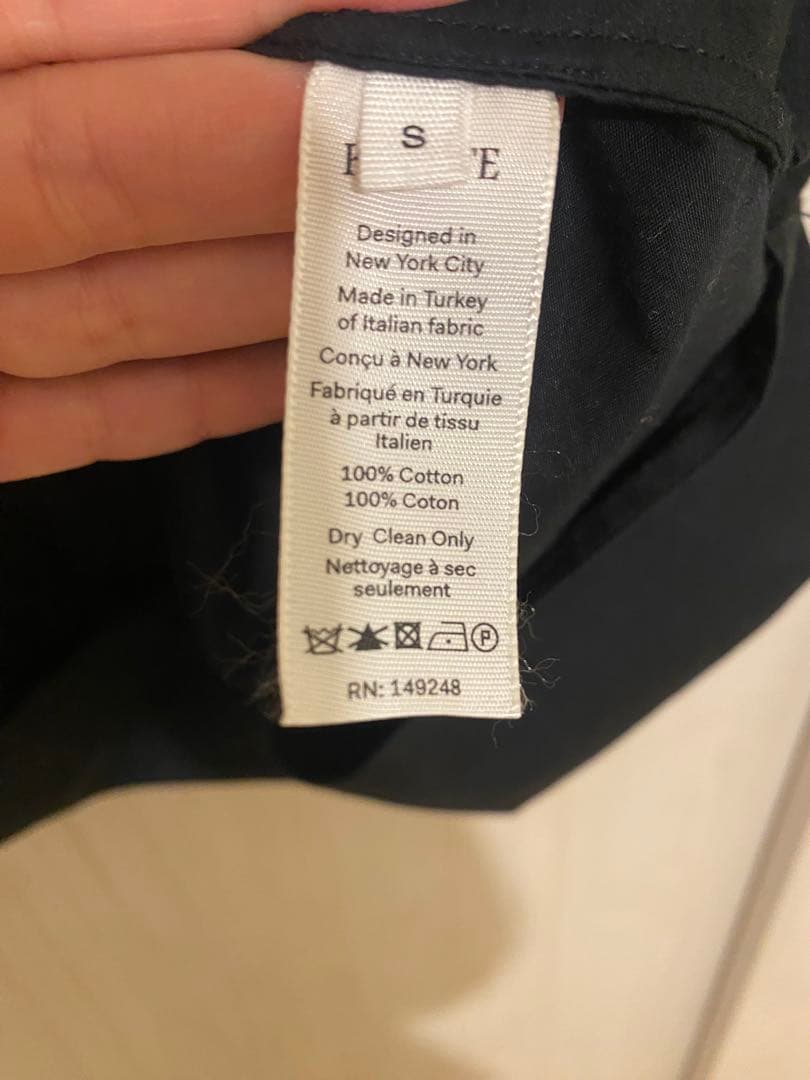 S
Designed in
New York City
Made in Turkey
of Italian fabric
Conçu à New York
Fabriqué en Turquie
à partir de tissu
Italien
100% Cotton
100% Coton
Dry Clean Only
Nettoyage à sec
seulement
P
RN: 149248